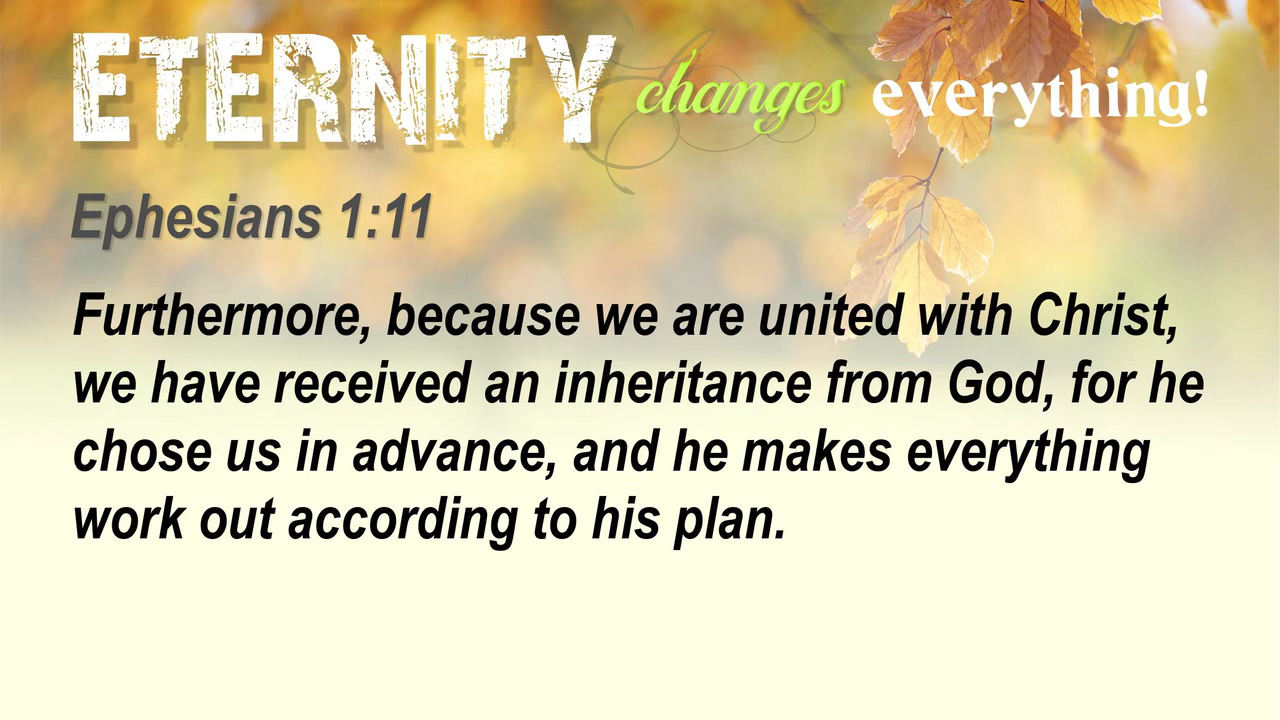 ETERNITY changes everything!
Ephesians 1:11
Furthermore, because we are united with Christ,
we have received an inheritance from God, for he
chose us in advance, and he makes everything
work out according to his plan.